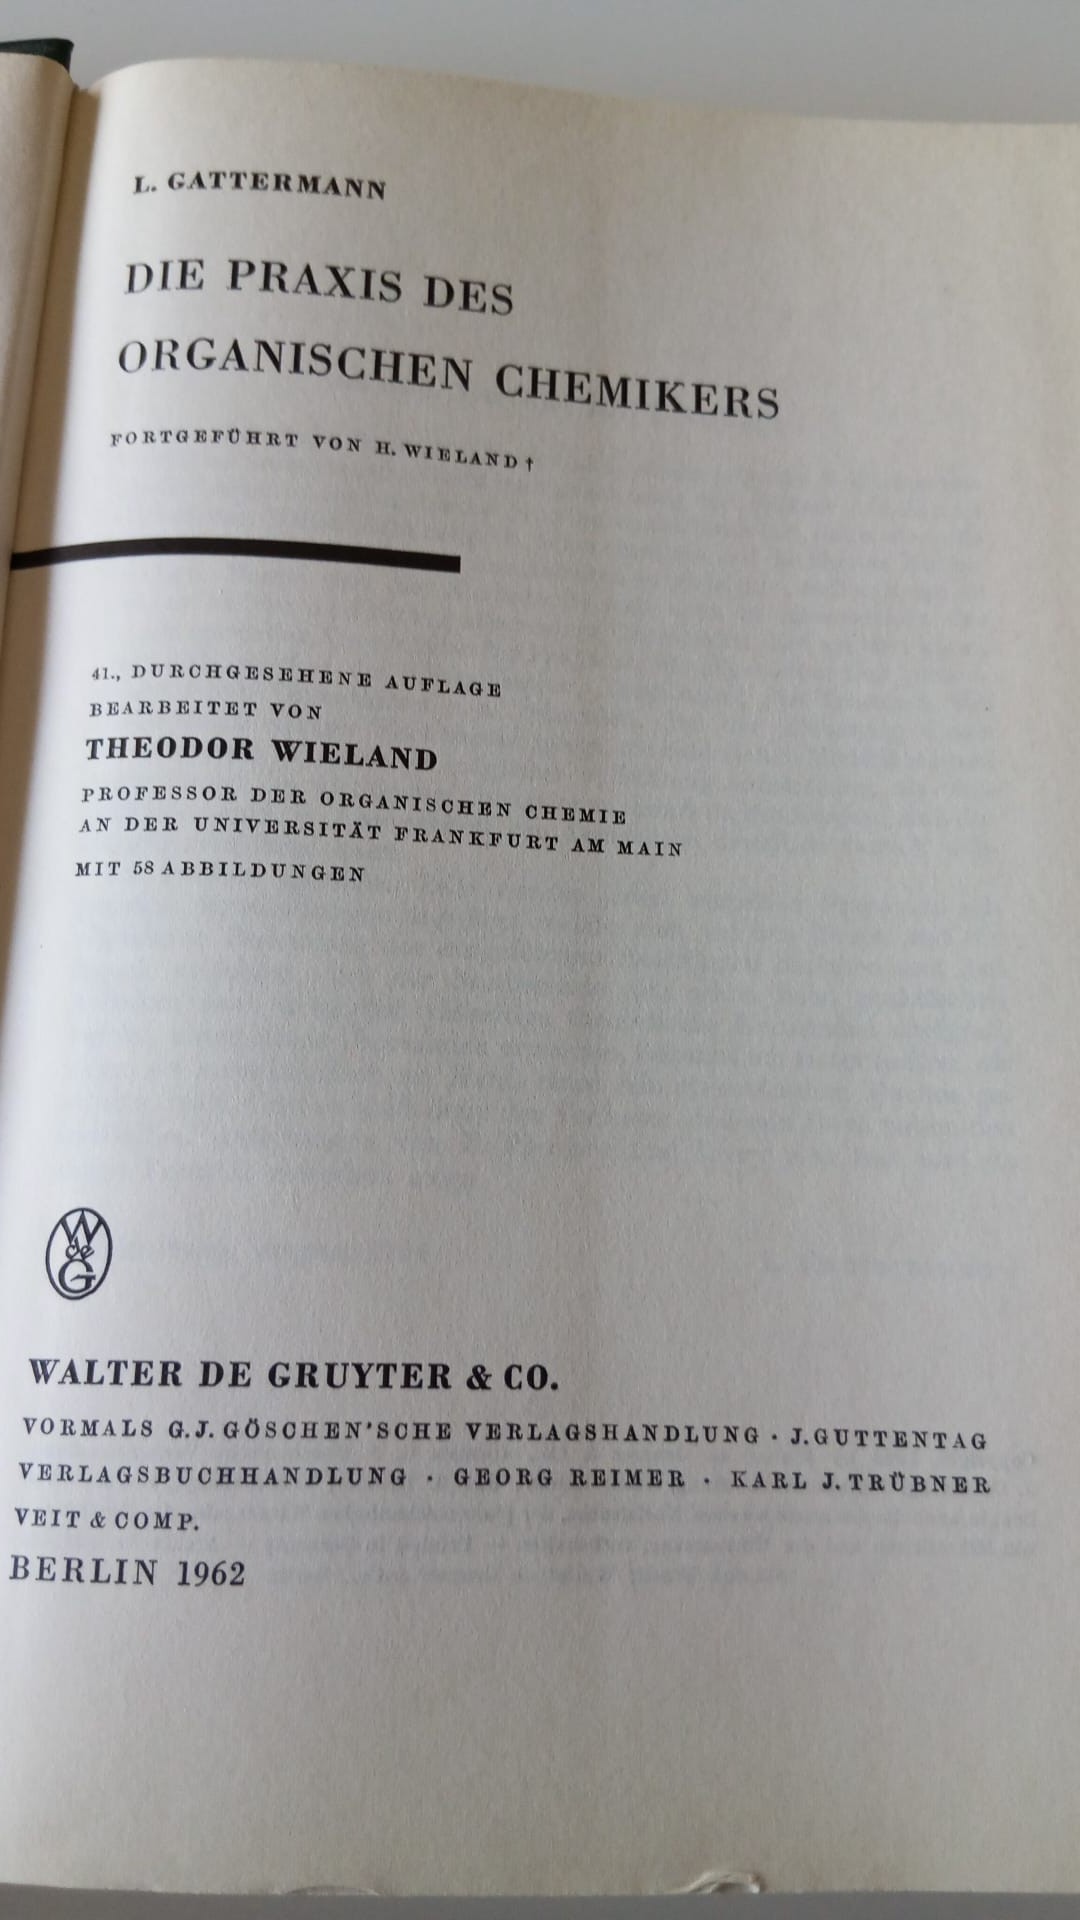 L. GATTERMANN
DIE PRAXIS DES
ORGANISCHEN CHEMIKERS
FORTGEFÜHRT VON H. WIELAND †
41., DURCHGESEHENE AUFLAGE
BEARBEITET VON
THEODOR WIELAND
PROFESSOR DER ORGANISCHEN CHEMIE
AN DER UNIVERSITÄT FRANKFURT AM MAIN
MIT 58 ABBILDUNGEN
W
de
G
WALTER DE GRUYTER & CO.
VORMALS G. J. GÖSCHEN'SCHE VERLAGSHANDLUNG · J. GUTTENTAG
VERLAGSBUCHHANDLUNG · GEORG REIMER · KARL J. TRÜBNER
VEIT & COMP.
BERLIN 1962